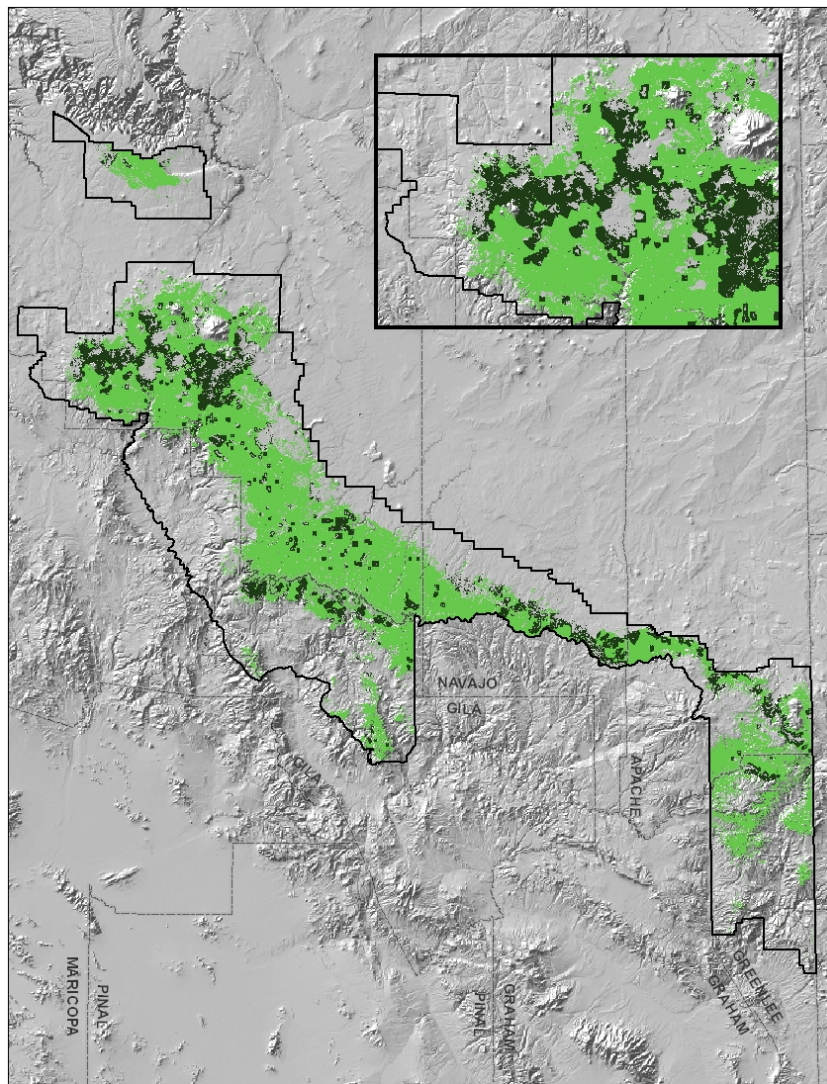 NAVAJO
GILA
GILA
APACHE
GREENLEE
GRAHAM
MARICOPA
PINAL
PINAL
GRAHAM